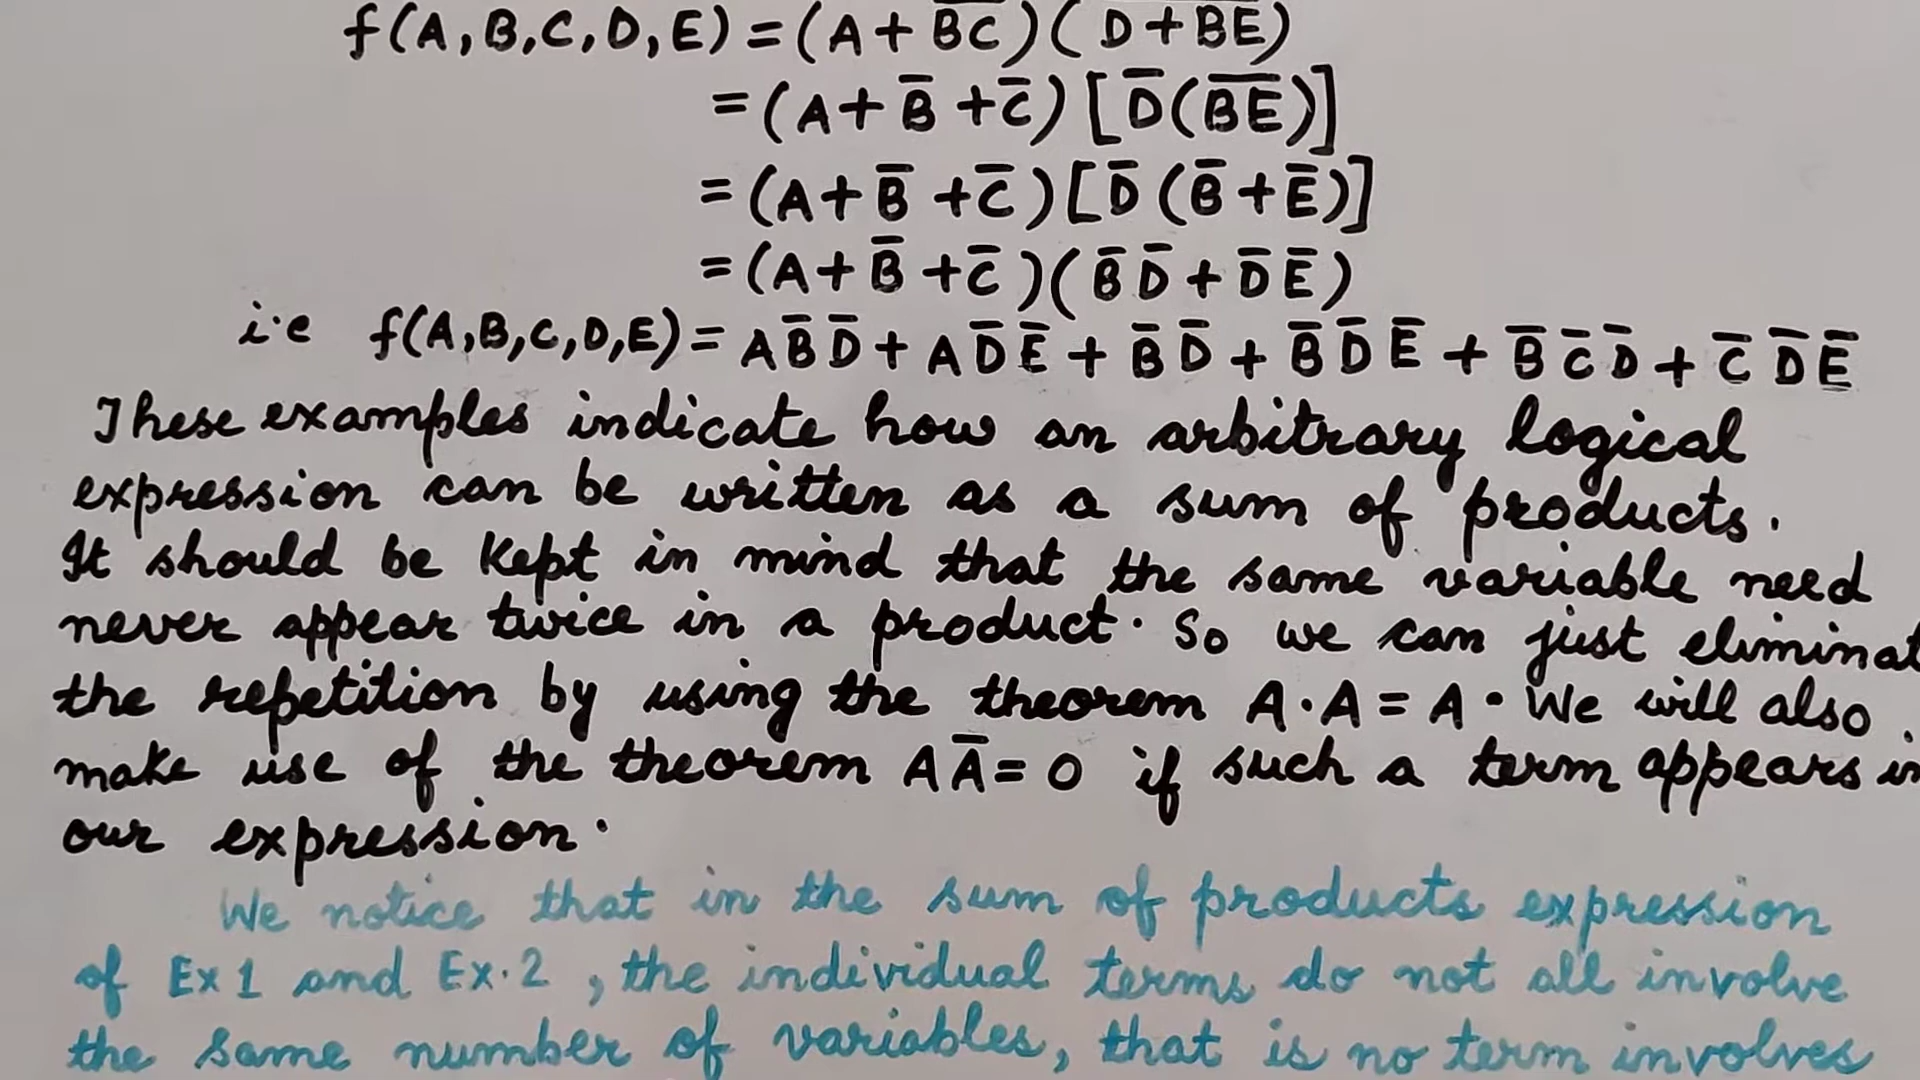 f(A,B,C,D,E) = (A + B̅C̅)( D̅ +̅ B̅E̅)
= (A + B̅ + C̅) [D̅(B̅E̅)]
= (A + B̅ + C̅) [D̅ (B̅ + E̅)]
= (A + B̅ + C̅ )( B̅ D̅ + D̅ E̅)
i.e f(A,B,C,D,E) = A B̅ D̅ + A D̅ E̅ + B̅ D̅ + B̅ D̅ E̅ + B̅ C̅ D̅ + C̅ D̅ E̅
These examples indicate how an arbitrary logical
expression can be written as a sum of products.
It should be kept in mind that the same variable need
never appear twice in a product. So we can just eliminat
the repetition by using the theorem A·A = A. We will also
make use of the theorem AA̅ = 0 if such a term appears in
our expression.
We notice that in the sum of products expression
of Ex 1 and Ex. 2, the individual terms do not all involve
the same number of variables, that is no term involves